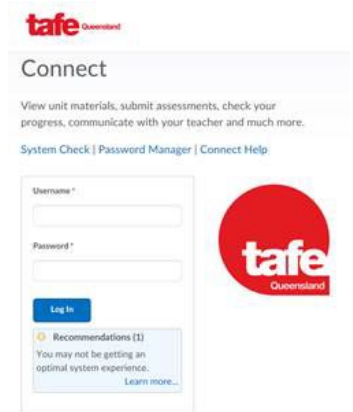 tafe Queensland
Connect
View unit materials, submit assessments, check your
progress, communicate with your teacher and much more.
System Check | Password Manager | Connect Help
Username *
Password *
Log In
Recommendations (1)
You may not be getting an
optimal system experience.
Learn more...
tafe
Queensland